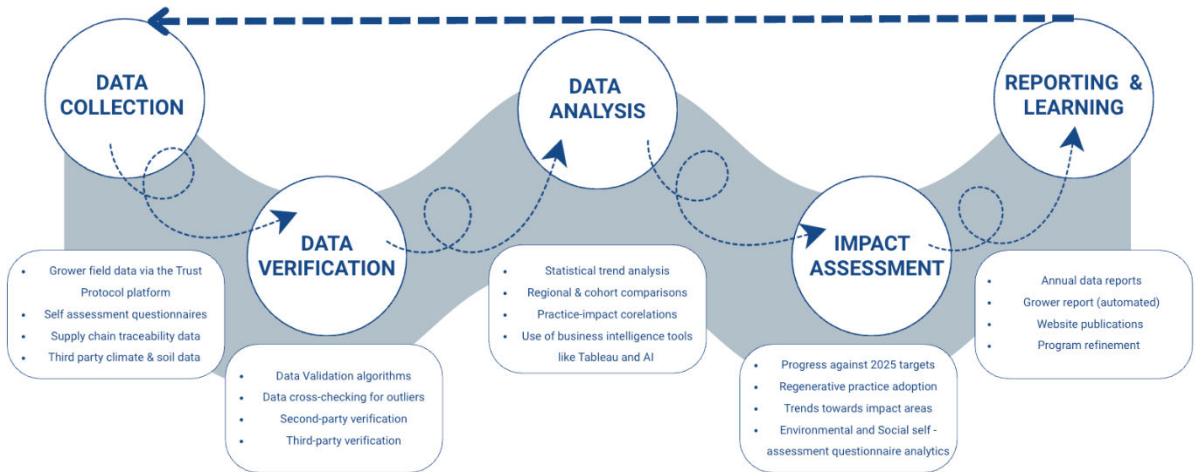 DATA
COLLECTION
• Grower field data via the Trust
Protocol platform
• Self assessment questionnaires
• Supply chain traceability data
• Third party climate & soil data
DATA
VERIFICATION
• Data Validation algorithms
• Data cross-checking for outliers
• Second-party verification
• Third-party verification
DATA
ANALYSIS
• Statistical trend analysis
• Regional & cohort comparisons
• Practice-impact corelations
• Use of business intelligence tools
like Tableau and AI
IMPACT
ASSESSMENT
• Progress against 2025 targets
• Regenerative practice adoption
• Trends towards impact areas
• Environmental and Social self -
assessment questionnaire analytics
REPORTING &
LEARNING
• Annual data reports
• Grower report (automated)
• Website publications
• Program refinement